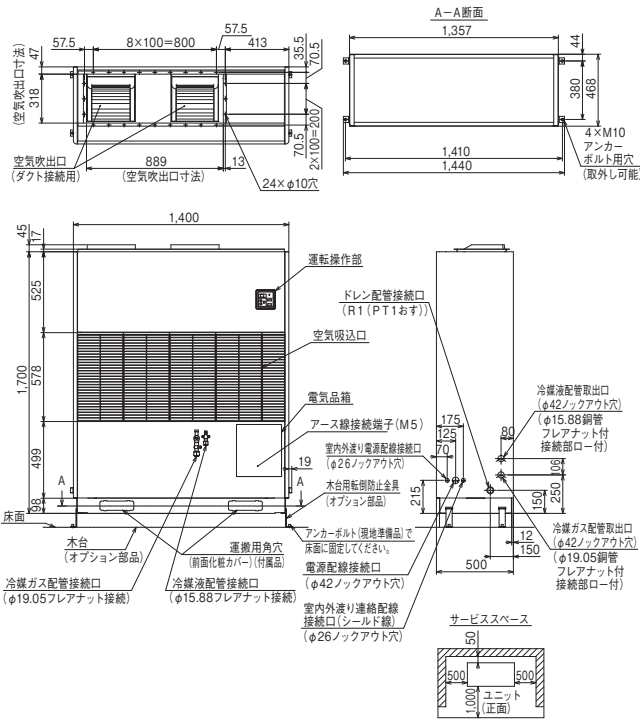 57.5
8×100=800
57.5
413
35.5
70.5
47
318
(空気吹出口寸法)
70.5
2×100=200
空気吹出口
(ダクト接続用)
889
(空気吹出口寸法)
13
24×φ10穴
A-A断面
1,357
44
380
468
4×M10
アンカー
ボルト用穴
(取外し可能)
1,410
1,440
1,400
45
17
525
578
1,700
499
98
運転操作部
空気吸込口
電気品箱
アース線接続端子(M5)
19
A
A
木台用転倒防止金具
(オプション部品)
床面
木台
(オプション部品)
運搬用角穴
(前面化粧カバー)(付属品)
アンカーボルト(現地準備品)で
床面に固定してください。
冷媒ガス配管接続口
(φ19.05フレアナット接続)
冷媒液配管接続口
(φ15.88フレアナット接続)
ドレン配管接続口
(R1(PT1おす))
175
125
70
室内外渡り電源配線接続口
(φ26ノックアウト穴)
215
80
106
250
150
12
150
500
冷媒液配管取出口
(φ42ノックアウト穴)
(φ15.88銅管
フレアナット付
接続部ロー付)
冷媒ガス配管取出口
(φ42ノックアウト穴)
(φ19.05銅管
フレアナット付
接続部ロー付)
電源配線接続口
(φ42ノックアウト穴)
室内外渡り連絡配線
接続口(シールド線)
(φ26ノックアウト穴)
サービススペース
50
500
500
1,000
ユニット
(正面)